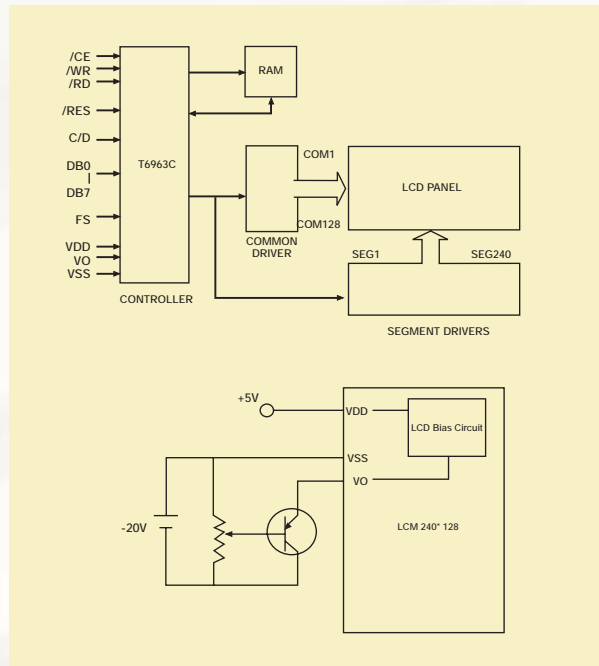 /CE
/WR
/RD
/RES
C/D
DB0
|
DB7
FS
VDD
VO
VSS
T6963C
CONTROLLER
RAM
COM1
COM128
COMMON
DRIVER
LCD PANEL
SEG1 SEG240
SEGMENT DRIVERS
+5V
VDD
LCD Bias Circuit
VSS
VO
-20V
LCM 240* 128